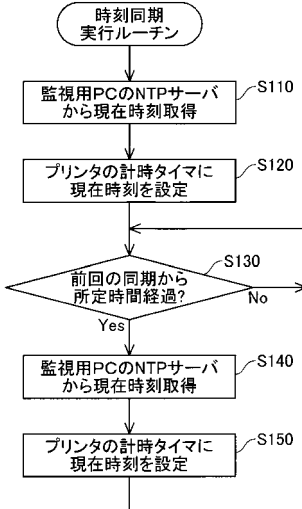 時刻同期
実行ルーチン
S110
監視用PCのNTPサーバ
から現在時刻取得
S120
プリンタの計時タイマに
現在時刻を設定
S130
前回の同期から
所定時間経過?
No
Yes
S140
監視用PCのNTPサーバ
から現在時刻取得
S150
プリンタの計時タイマに
現在時刻を設定